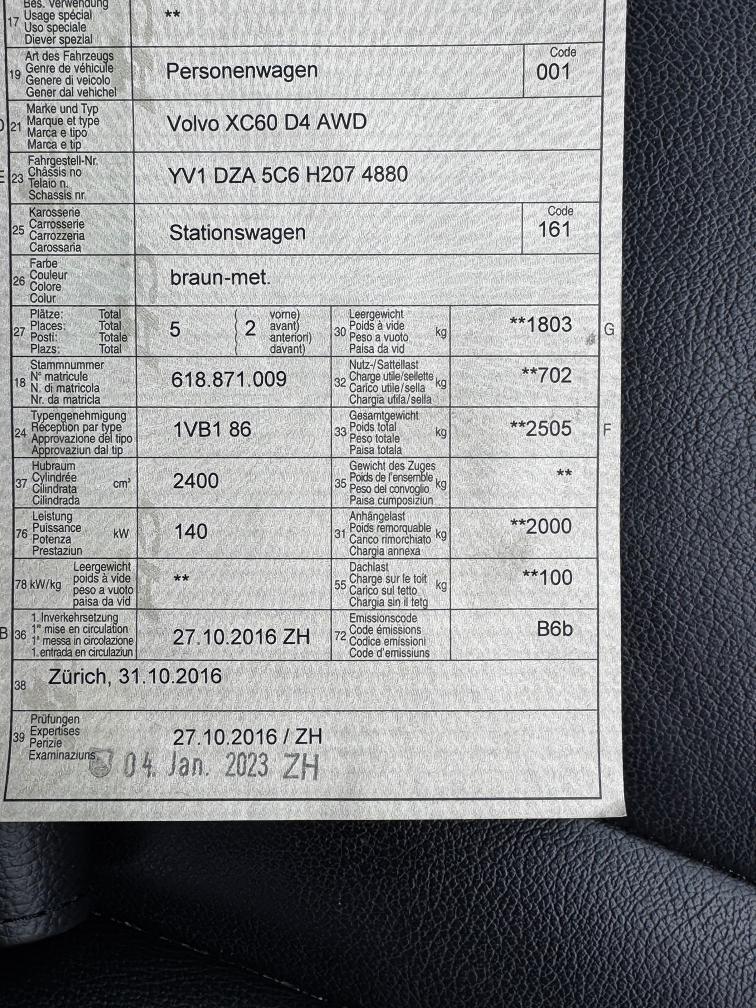 Bes. Verwendung
17 Usage spécial **
Uso speciale
Diever spezial
Art des Fahrzeugs Code
19 Genre de véhicule Personenwagen 001
Genere di veicolo
Gener dal vehichel
Marke und Typ
D 21 Marque et type Volvo XC60 D4 AWD
Marca e tipo
Marca e tip
Fahrgestell-Nr.
E 23 Châssis no YV1 DZA 5C6 H207 4880
Telaio n.
Schassis nr.
Karosserie Code
25 Carrosserie Stationswagen 161
Carrozzeria
Carossaria
Farbe
26 Couleur braun-met.
Colore
Colur
Plätze: Total vorne) Leergewicht
27 Places: Total 5 ( 2 avant) 30 Poids à vide kg **1803 G
Posti: Totale anteriori) Peso a vuoto
Plazs: Total davant) Paisa da vid
Stammnummer Nutz-/Sattellast
18 N° matricule 618.871.009 32 Charge utile/sellette kg **702
N. di matricola Carico utile/sella
Nr. da matricla Chargia utila/sella
Typengenehmigung Gesamtgewicht
24 Réception par type 1VB1 86 33 Poids total kg **2505 F
Approvazione del tipo Peso totale
Approvaziun dal tip Paisa totala
Hubraum Gewicht des Zuges
37 Cylindrée cm³ 2400 35 Poids de l'ensemble kg **
Cilindrata Peso del convoglio
Cilindrada Paisa cumposiziun
Leistung Anhängelast
76 Puissance kW 140 31 Poids remorquable kg **2000
Potenza Carico rimorchiato
Prestaziun Chargia annexa
Leergewicht Dachlast
78 kW/kg poids à vide ** 55 Charge sur le toit kg **100
peso a vuoto Carico sul tetto
paisa da vid Chargia sin il tetg
1. Inverkehrsetzung Emissionscode
B 36 1re mise en circulation 27.10.2016 ZH 72 Code émissions B6b
1a messa in circolazione Codice emissioni
1. entrada en circulaziun Code d'emissiuns
38 Zürich, 31.10.2016
Prüfungen
39 Expertises 27.10.2016 / ZH
Perizie
Examinaziuns 04. Jan. 2023 ZH